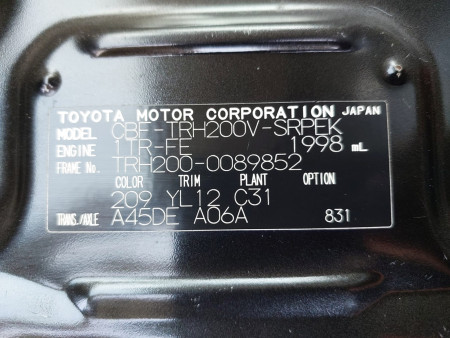 TOYOTA MOTOR CORPORATION JAPAN
MODEL CBF-TRH200V-SRPEK
ENGINE 1TR-FE 1998 mL
FRAME No. TRH200-0089852
COLOR TRIM PLANT OPTION
209 YL12 C31
TRANS./AXLE A45DE A06A 831